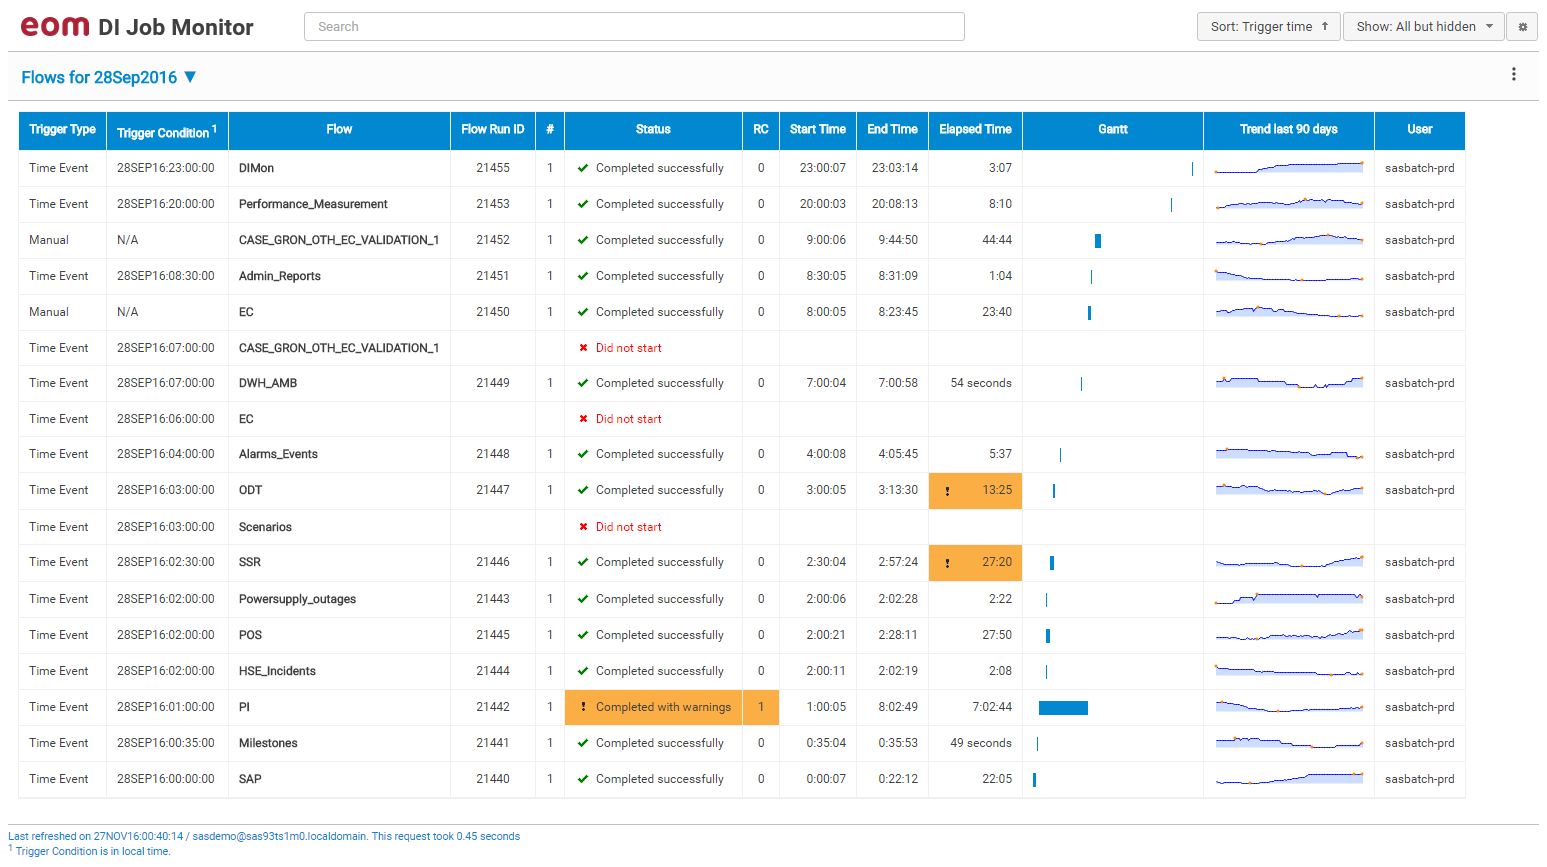 eom DI Job Monitor Search Sort: Trigger time ↑ Show: All but hidden
Flows for 28Sep2016 ▼
Trigger Type Trigger Condition 1 Flow Flow Run ID # Status RC Start Time End Time Elapsed Time Gantt Trend last 90 days User
Time Event 28SEP16:23:00:00 DIMon 21455 1 Completed successfully 0 23:00:07 23:03:14 3:07 sasbatch-prd
Time Event 28SEP16:20:00:00 Performance_Measurement 21453 1 Completed successfully 0 20:00:03 20:08:13 8:10 sasbatch-prd
Manual N/A CASE_GRON_OTH_EC_VALIDATION_1 21452 1 Completed successfully 0 9:00:06 9:44:50 44:44 sasbatch-prd
Time Event 28SEP16:08:30:00 Admin_Reports 21451 1 Completed successfully 0 8:30:05 8:31:09 1:04 sasbatch-prd
Manual N/A EC 21450 1 Completed successfully 0 8:00:05 8:23:45 23:40 sasbatch-prd
Time Event 28SEP16:07:00:00 CASE_GRON_OTH_EC_VALIDATION_1 Did not start
Time Event 28SEP16:07:00:00 DWH_AMB 21449 1 Completed successfully 0 7:00:04 7:00:58 54 seconds sasbatch-prd
Time Event 28SEP16:06:00:00 EC Did not start
Time Event 28SEP16:04:00:00 Alarms_Events 21448 1 Completed successfully 0 4:00:08 4:05:45 5:37 sasbatch-prd
Time Event 28SEP16:03:00:00 ODT 21447 1 Completed successfully 0 3:00:05 3:13:30 ! 13:25 sasbatch-prd
Time Event 28SEP16:03:00:00 Scenarios Did not start
Time Event 28SEP16:02:30:00 SSR 21446 1 Completed successfully 0 2:30:04 2:57:24 ! 27:20 sasbatch-prd
Time Event 28SEP16:02:00:00 Powersupply_outages 21443 1 Completed successfully 0 2:00:06 2:02:28 2:22 sasbatch-prd
Time Event 28SEP16:02:00:00 POS 21445 1 Completed successfully 0 2:00:21 2:28:11 27:50 sasbatch-prd
Time Event 28SEP16:02:00:00 HSE_Incidents 21444 1 Completed successfully 0 2:00:11 2:02:19 2:08 sasbatch-prd
Time Event 28SEP16:01:00:00 PI 21442 1 ! Completed with warnings 1 1:00:05 8:02:49 7:02:44 sasbatch-prd
Time Event 28SEP16:00:35:00 Milestones 21441 1 Completed successfully 0 0:35:04 0:35:53 49 seconds sasbatch-prd
Time Event 28SEP16:00:00:00 SAP 21440 1 Completed successfully 0 0:00:07 0:22:12 22:05 sasbatch-prd
Last refreshed on 27NOV16:00:40:14 / sasdemo@sas93ts1m0.localdomain. This request took 0.45 seconds
1 Trigger Condition is in local time.